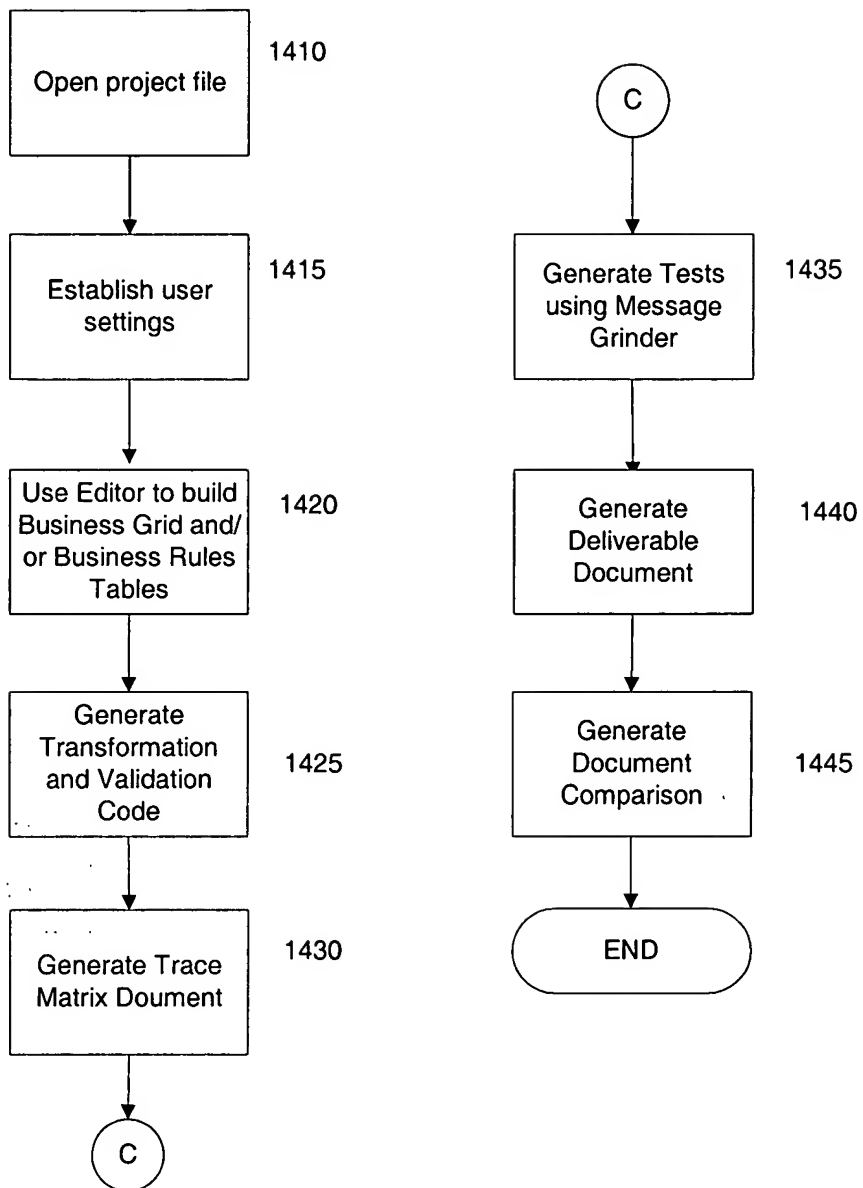 Open project file
1410
Establish user
settings
1415
Use Editor to build
Business Grid and/
or Business Rules
Tables
1420
Generate
Transformation
and Validation
Code
1425
Generate Trace
Matrix Doument
1430
C
C
Generate Tests
using Message
Grinder
1435
Generate
Deliverable
Document
1440
Generate
Document
Comparison
1445
END